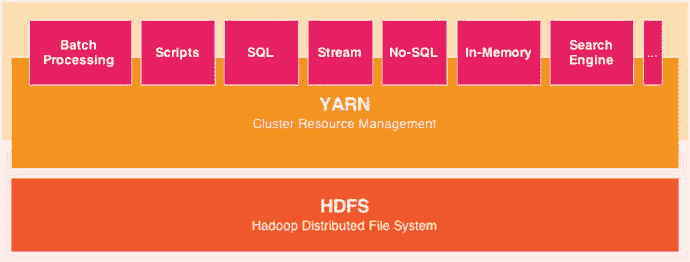 Batch
Processing
Scripts
SQL
Stream
No-SQL
In-Memory
Search
Engine
...
YARN
Cluster Resource Management
HDFS
Hadoop Distributed File System